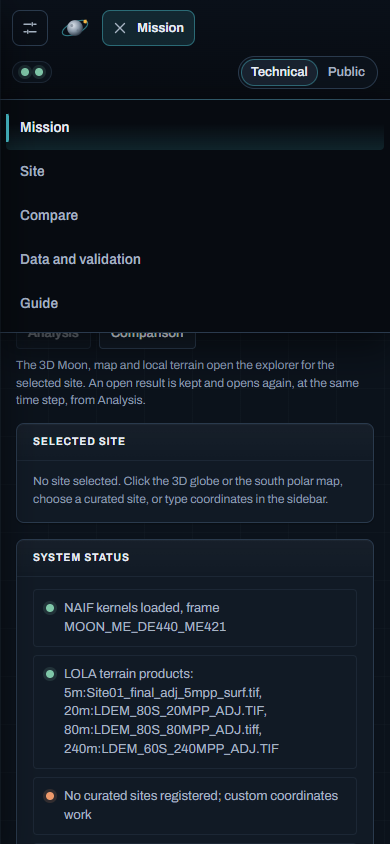 Mission
Technical
Public
Mission
Site
Compare
Data and validation
Guide
Analysis
Comparison
The 3D Moon, map and local terrain open the explorer for the
selected site. An open result is kept and opens again, at the same
time step, from Analysis.
SELECTED SITE
No site selected. Click the 3D globe or the south polar map,
choose a curated site, or type coordinates in the sidebar.
SYSTEM STATUS
NAIF kernels loaded, frame
MOON_ME_DE440_ME421
LOLA terrain products:
5m:Site01_final_adj_5mpp_surf.tif,
20m:LDEM_80S_20MPP_ADJ.TIF,
80m:LDEM_80S_80MPP_ADJ.tiff,
240m:LDEM_60S_240MPP_ADJ.TIF
No curated sites registered; custom coordinates
work